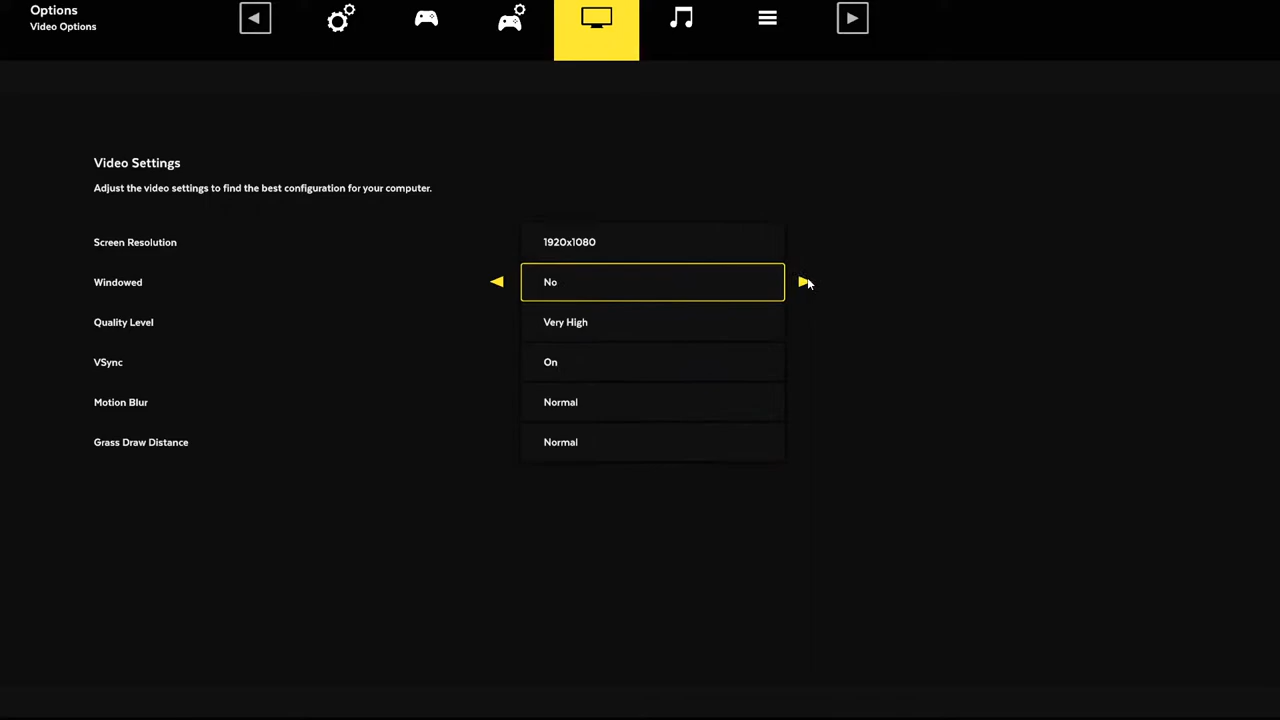 Options
Video Options
Video Settings
Adjust the video settings to find the best configuration for your computer.
Screen Resolution 1920x1080
Windowed No
Quality Level Very High
VSync On
Motion Blur Normal
Grass Draw Distance Normal